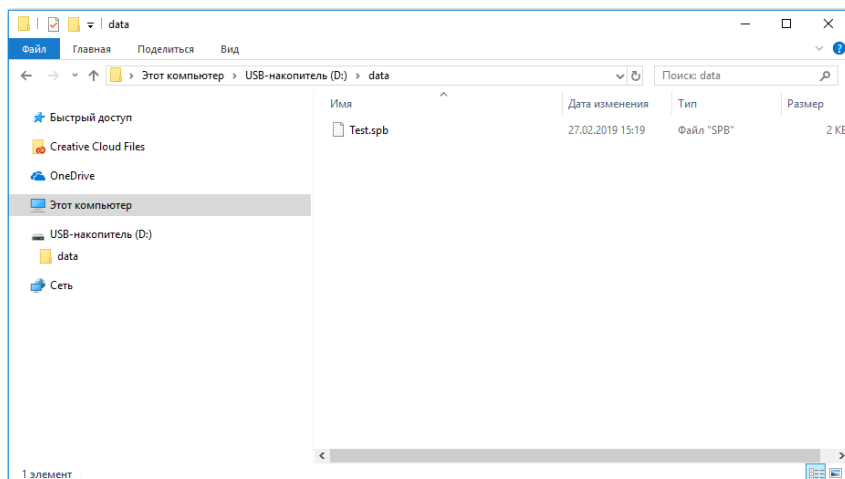 data
Файл Главная Поделиться Вид
Этот компьютер › USB-накопитель (D:) › data
Поиск: data
Имя Дата изменения Тип Размер
Test.spb 27.02.2019 15:19 Файл "SPB" 2 КБ
Быстрый доступ
Creative Cloud Files
OneDrive
Этот компьютер
USB-накопитель (D:)
data
Сеть
1 элемент